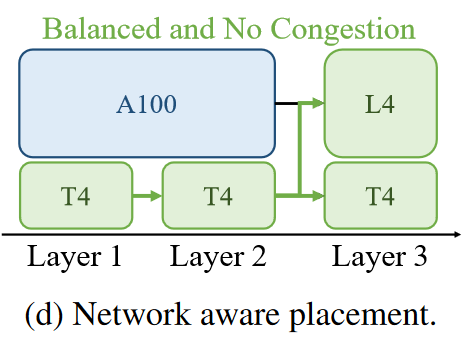 Balanced and No Congestion
A100
L4
T4
T4
T4
Layer 1
Layer 2
Layer 3
(d) Network aware placement.